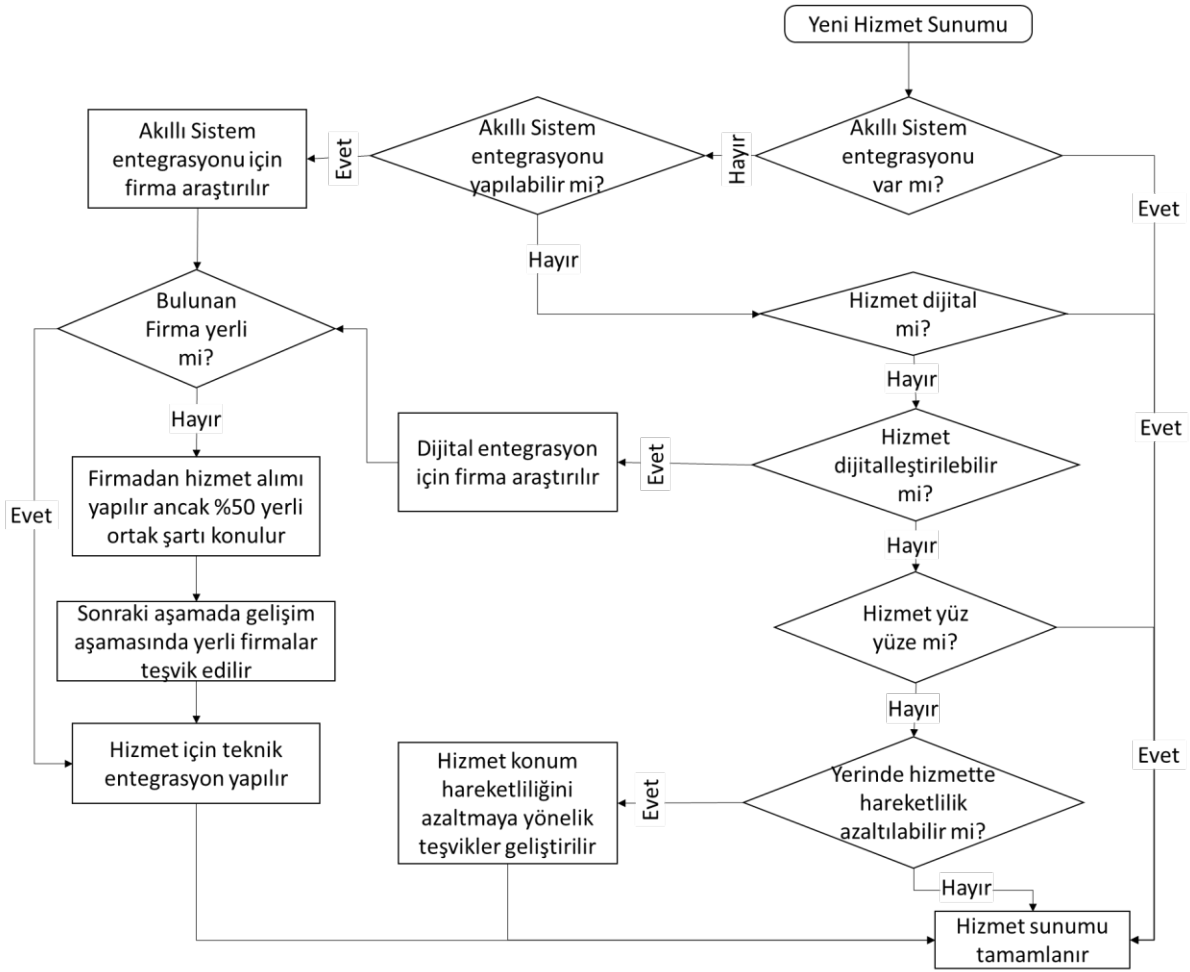 Yeni Hizmet Sunumu
Akıllı Sistem
entegrasyonu
var mı?
Hayır
Evet
Akıllı Sistem
entegrasyonu
yapılabilir mi?
Evet
Hayır
Akıllı Sistem
entegrasyonu için
firma araştırılır
Bulunan
Firma yerli
mi?
Hayır
Evet
Firmadan hizmet alımı
yapılır ancak %50 yerli
ortak şartı konulur
Sonraki aşamada gelişim
aşamasında yerli firmalar
teşvik edilir
Hizmet için teknik
entegrasyon yapılır
Hizmet dijital
mi?
Hayır
Evet
Hizmet
dijitalleştirilebilir
mi?
Evet
Dijital entegrasyon
için firma araştırılır
Hayır
Hizmet yüz
yüze mi?
Hayır
Evet
Yerinde hizmette
hareketlilik
azaltılabilir mi?
Evet
Hizmet konum
hareketliliğini
azaltmaya yönelik
teşvikler geliştirilir
Hayır
Hizmet sunumu
tamamlanır